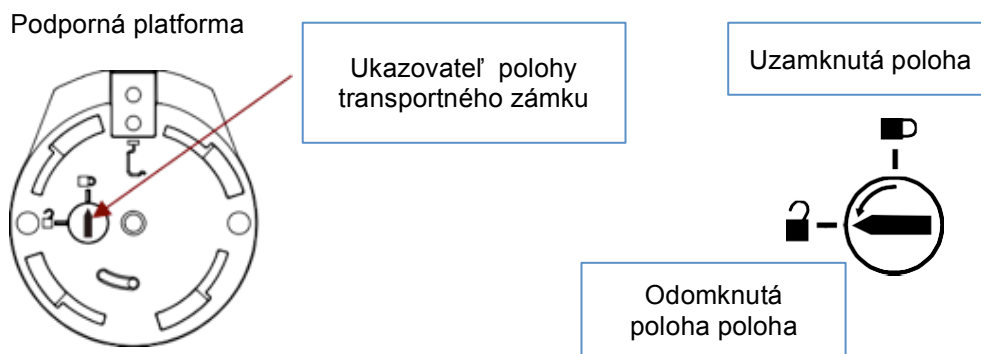 Podporná platforma
Ukazovateľ polohy
transportného zámku
Uzamknutá poloha
Odomknutá
poloha poloha